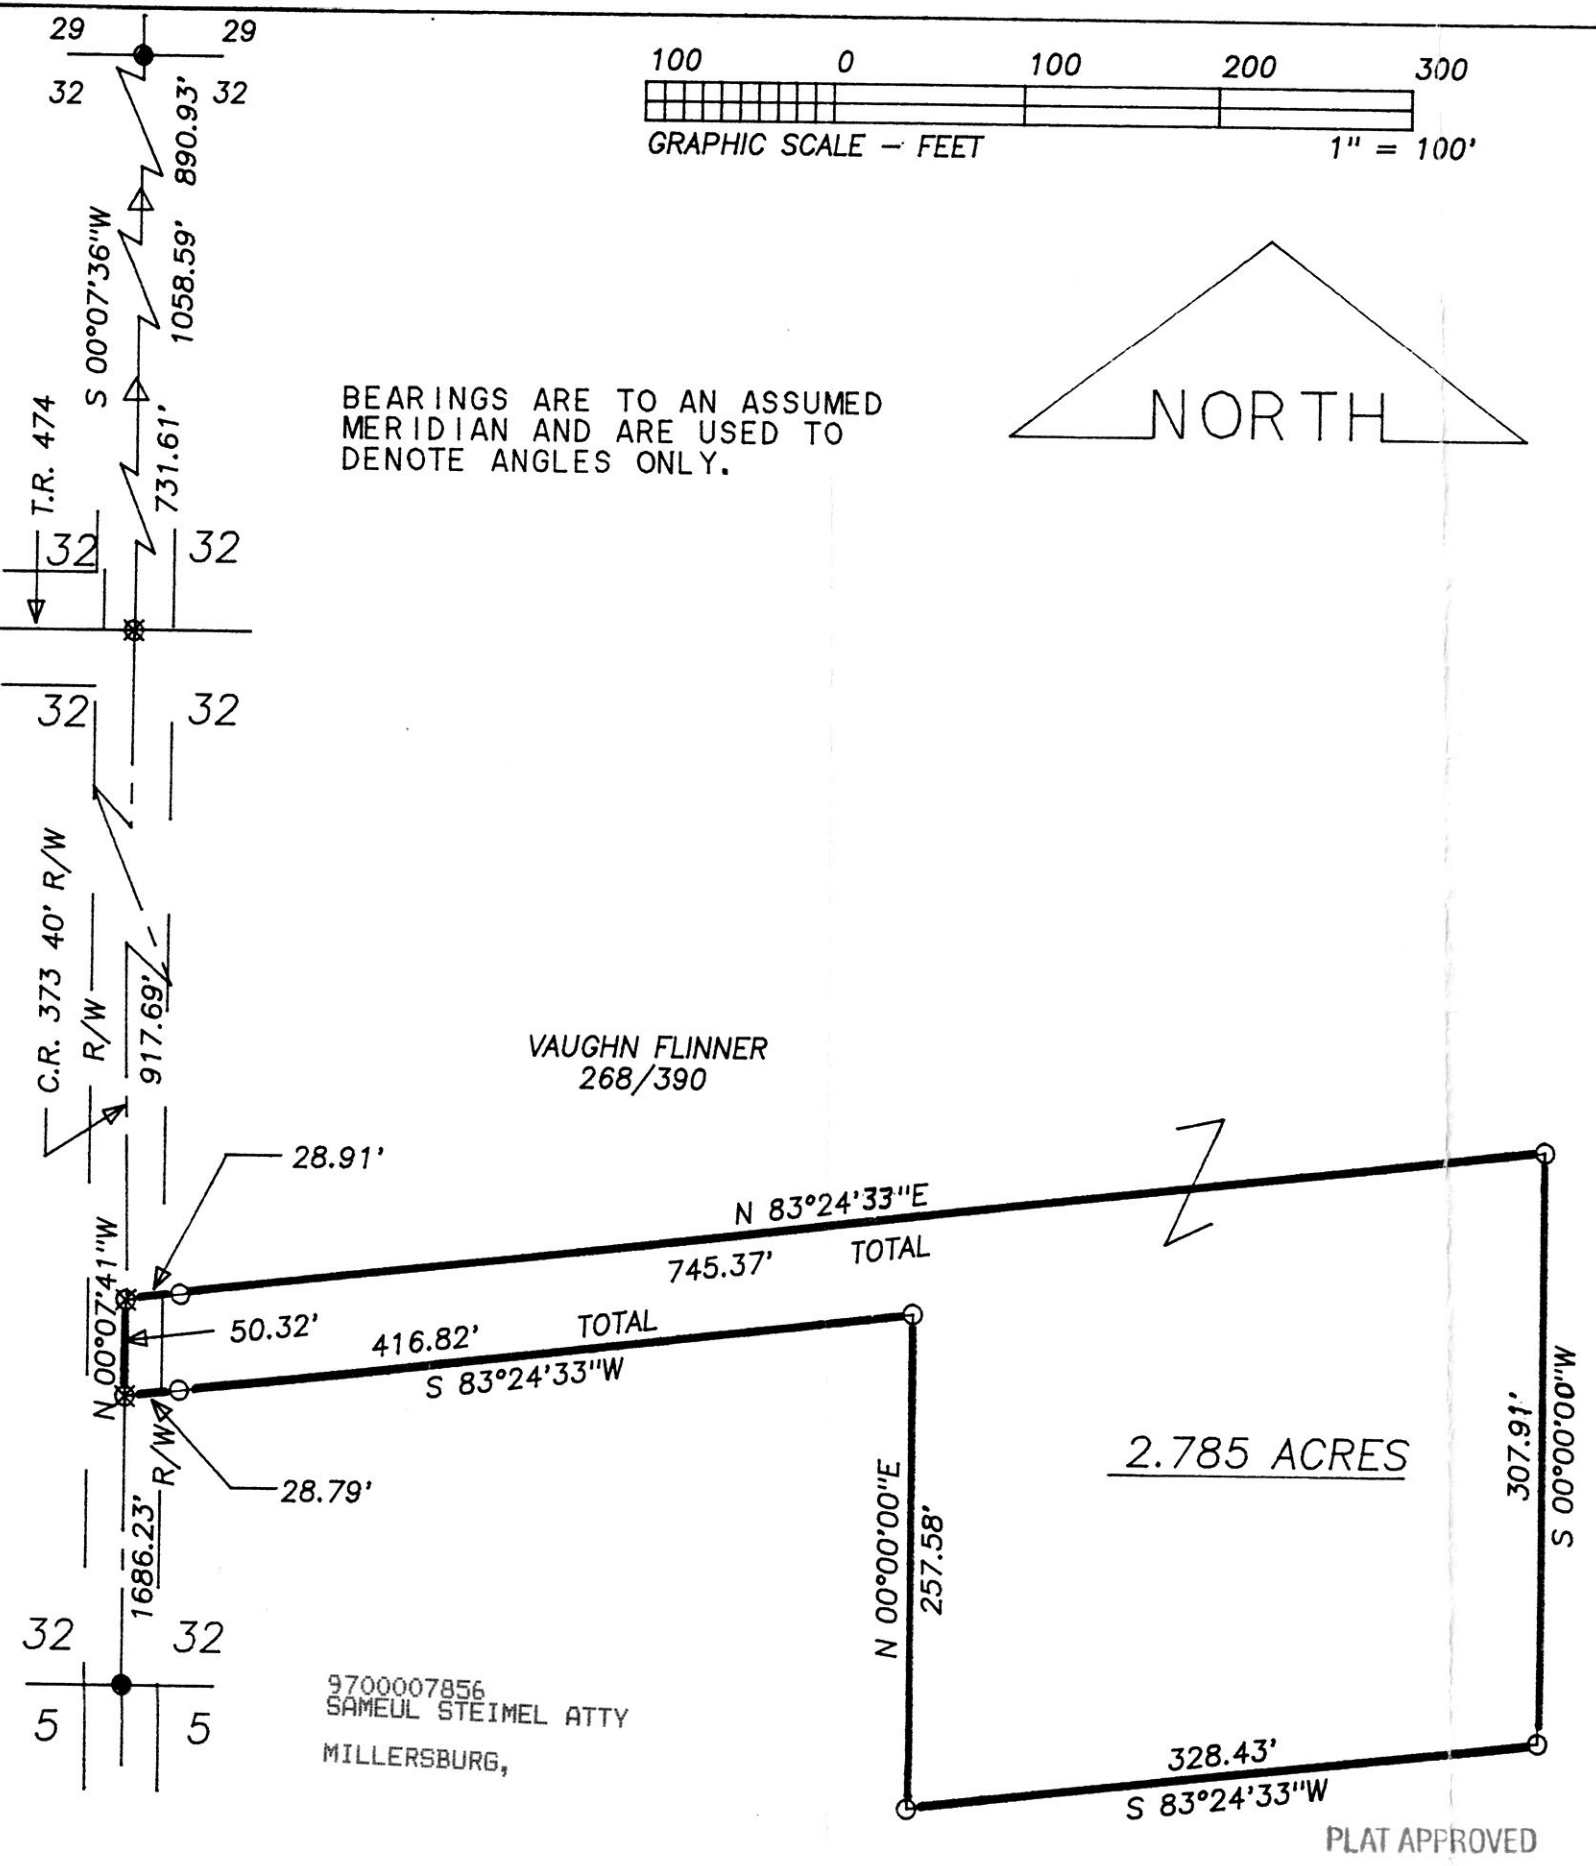 29 29
32 32
890.93'
100 0 100 200 300
GRAPHIC SCALE - FEET 1" = 100'
S 00°07'36"W
1058.59'
NORTH
BEARINGS ARE TO AN ASSUMED
MERIDIAN AND ARE USED TO
DENOTE ANGLES ONLY.
T.R. 474
731.61'
32 32
32 32
C.R. 373 40' R/W
R/W
917.69'
VAUGHN FLINNER
268/390
28.91'
N 83°24'33"E
745.37' TOTAL
N 00°07'41"W
50.32'
416.82' TOTAL
S 83°24'33"W
28.79'
R/W
1686.23'
N 00°00'00"E
257.58'
2.785 ACRES
307.91'
S 00°00'00"W
32 32
5 5
9700007856
SAMEUL STEIMEL ATTY
MILLERSBURG,
328.43'
S 83°24'33"W
PLAT APPROVED